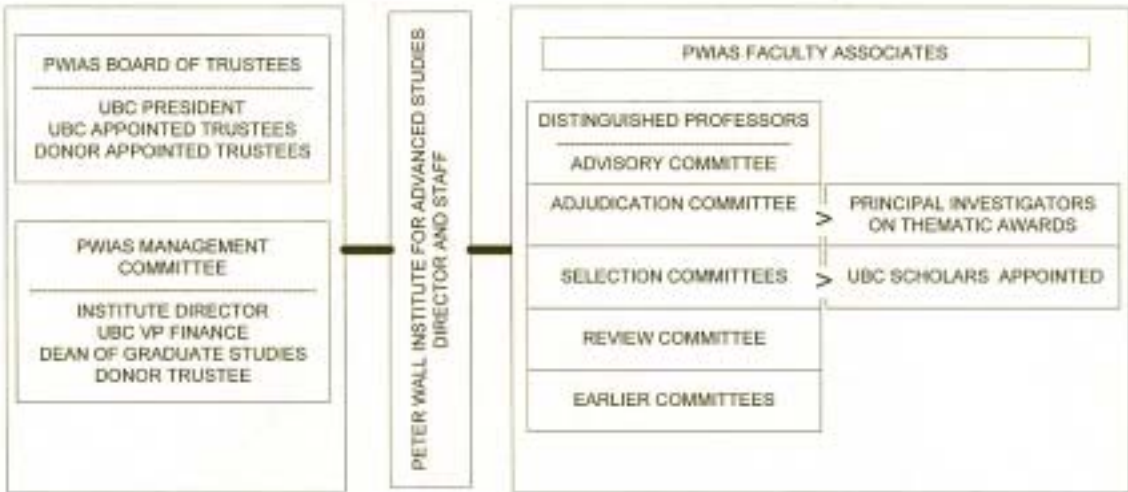 PWIAS BOARD OF TRUSTEES
UBC PRESIDENT
UBC APPOINTED TRUSTEES
DONOR APPOINTED TRUSTEES
PWIAS MANAGEMENT
COMMITTEE
INSTITUTE DIRECTOR
UBC VP FINANCE
DEAN OF GRADUATE STUDIES
DONOR TRUSTEE
PETER WALL INSTITUTE FOR ADVANCED STUDIES
DIRECTOR AND STAFF
PWIAS FACULTY ASSOCIATES
DISTINGUISHED PROFESSORS
ADVISORY COMMITTEE
ADJUDICATION COMMITTEE
>
PRINCIPAL INVESTIGATORS
ON THEMATIC AWARDS
SELECTION COMMITTEES
>
UBC SCHOLARS APPOINTED
REVIEW COMMITTEE
EARLIER COMMITTEES